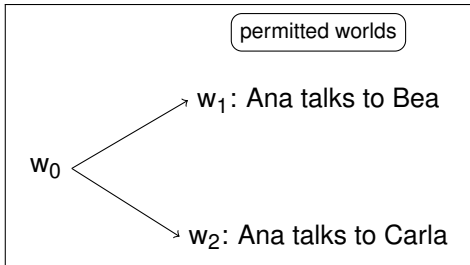 permitted worlds
w₁: Ana talks to Bea
w₀
w₂: Ana talks to Carla